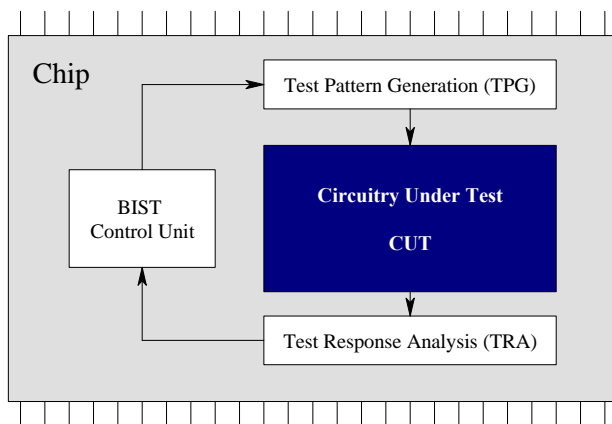 Chip
Test Pattern Generation (TPG)
Circuitry Under Test
CUT
BIST
Control Unit
Test Response Analysis (TRA)